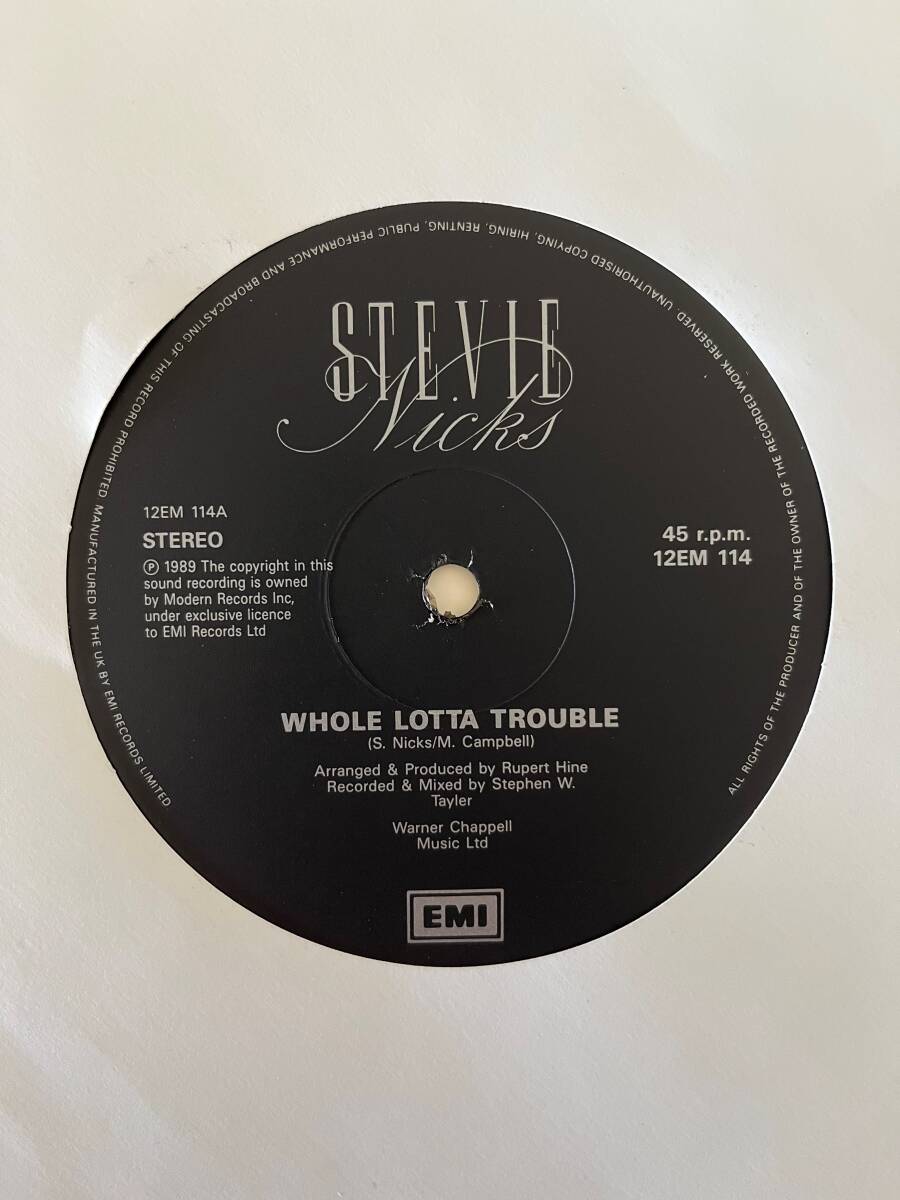 STEVIE
Nicks
12EM 114A
STEREO
℗ 1989 The copyright in this
sound recording is owned
by Modern Records Inc,
under exclusive licence
to EMI Records Ltd
45 r.p.m.
12EM 114
WHOLE LOTTA TROUBLE
(S. Nicks/M. Campbell)
Arranged & Produced by Rupert Hine
Recorded & Mixed by Stephen W.
Tayler
Warner Chappell
Music Ltd
EMI
ALL RIGHTS OF THE PRODUCER AND OF THE OWNER OF THE RECORDED WORK RESERVED. UNAUTHORISED COPYING, HIRING, RENTING, PUBLIC PERFORMANCE AND BROADCASTING OF THIS RECORD PROHIBITED. MANUFACTURED IN THE UK BY EMI RECORDS LIMITED